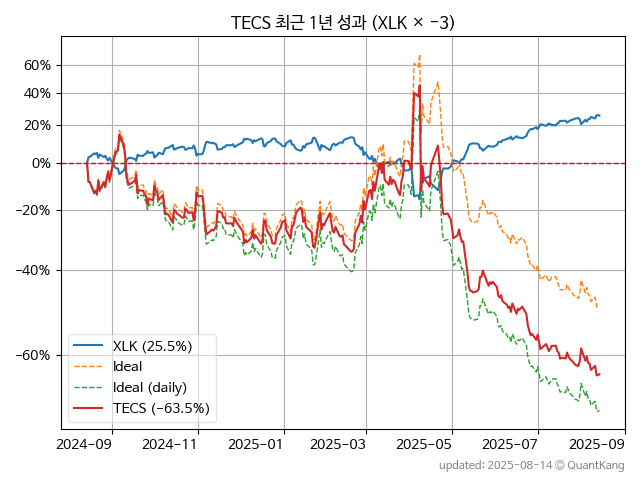 TECS 최근 1년 성과 (XLK × −3)
60%
40%
20%
0%
−20%
−40%
−60%
XLK (25.5%)
Ideal
Ideal (daily)
TECS (−63.5%)
2024−09
2024−11
2025−01
2025−03
2025−05
2025−07
2025−09
updated: 2025−08−14 © QuantKang